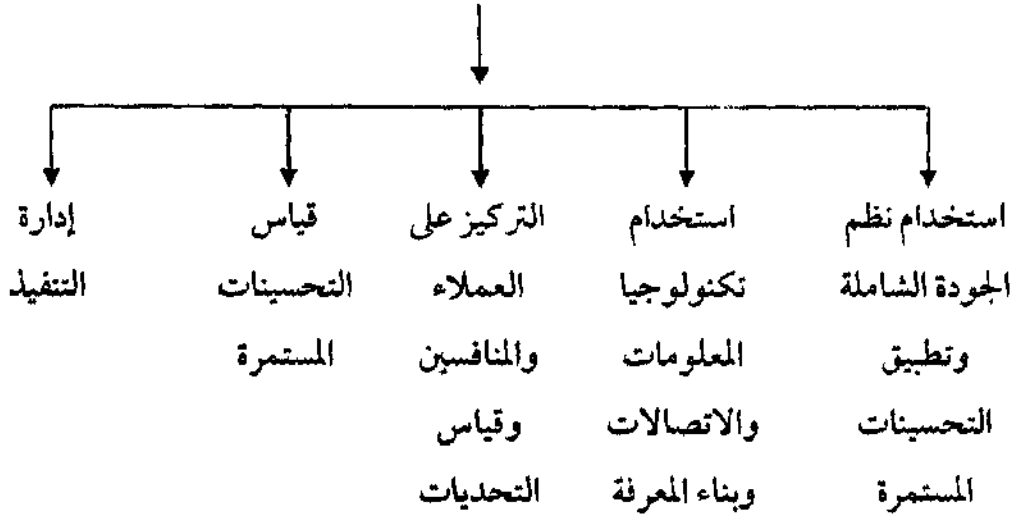 استخدام نظم
الجودة الشاملة
وتطبيق
التحسينات
المستمرة
استخدام
تكنولوجيا
المعلومات
والاتصالات
وبناء المعرفة
التركيز على
العملاء
والمنافسين
وقياس
التحديات
قياس
التحسينات
المستمرة
إدارة
التنفيذ